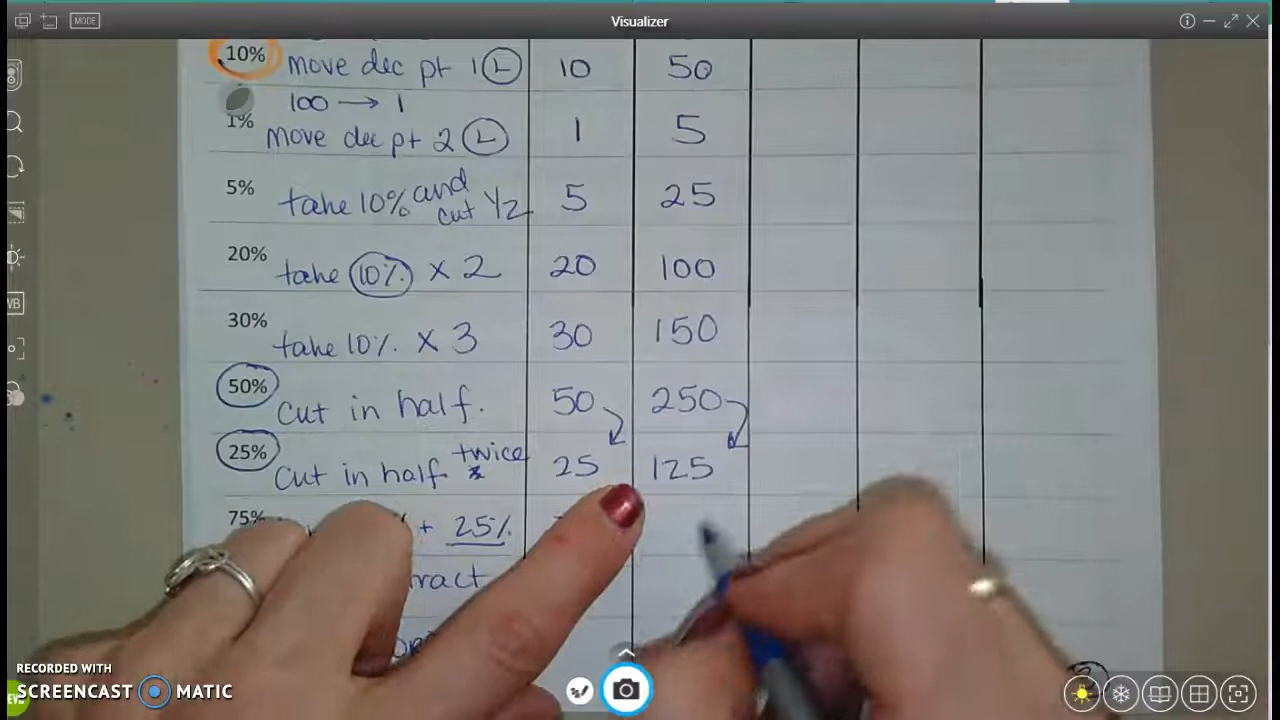 MODE
Visualizer
10% move dec pt 1 L 10 50
100 → 1
1% move dec pt 2 L 1 5
5% take 10% and cut 1/2 5 25
20% take 10% x 2 20 100
30% take 10% x 3 30 150
50% cut in half. 50 250
25% cut in half twice 25 125
75% + 25%
WB
RECORDED WITH
SCREENCAST MATIC